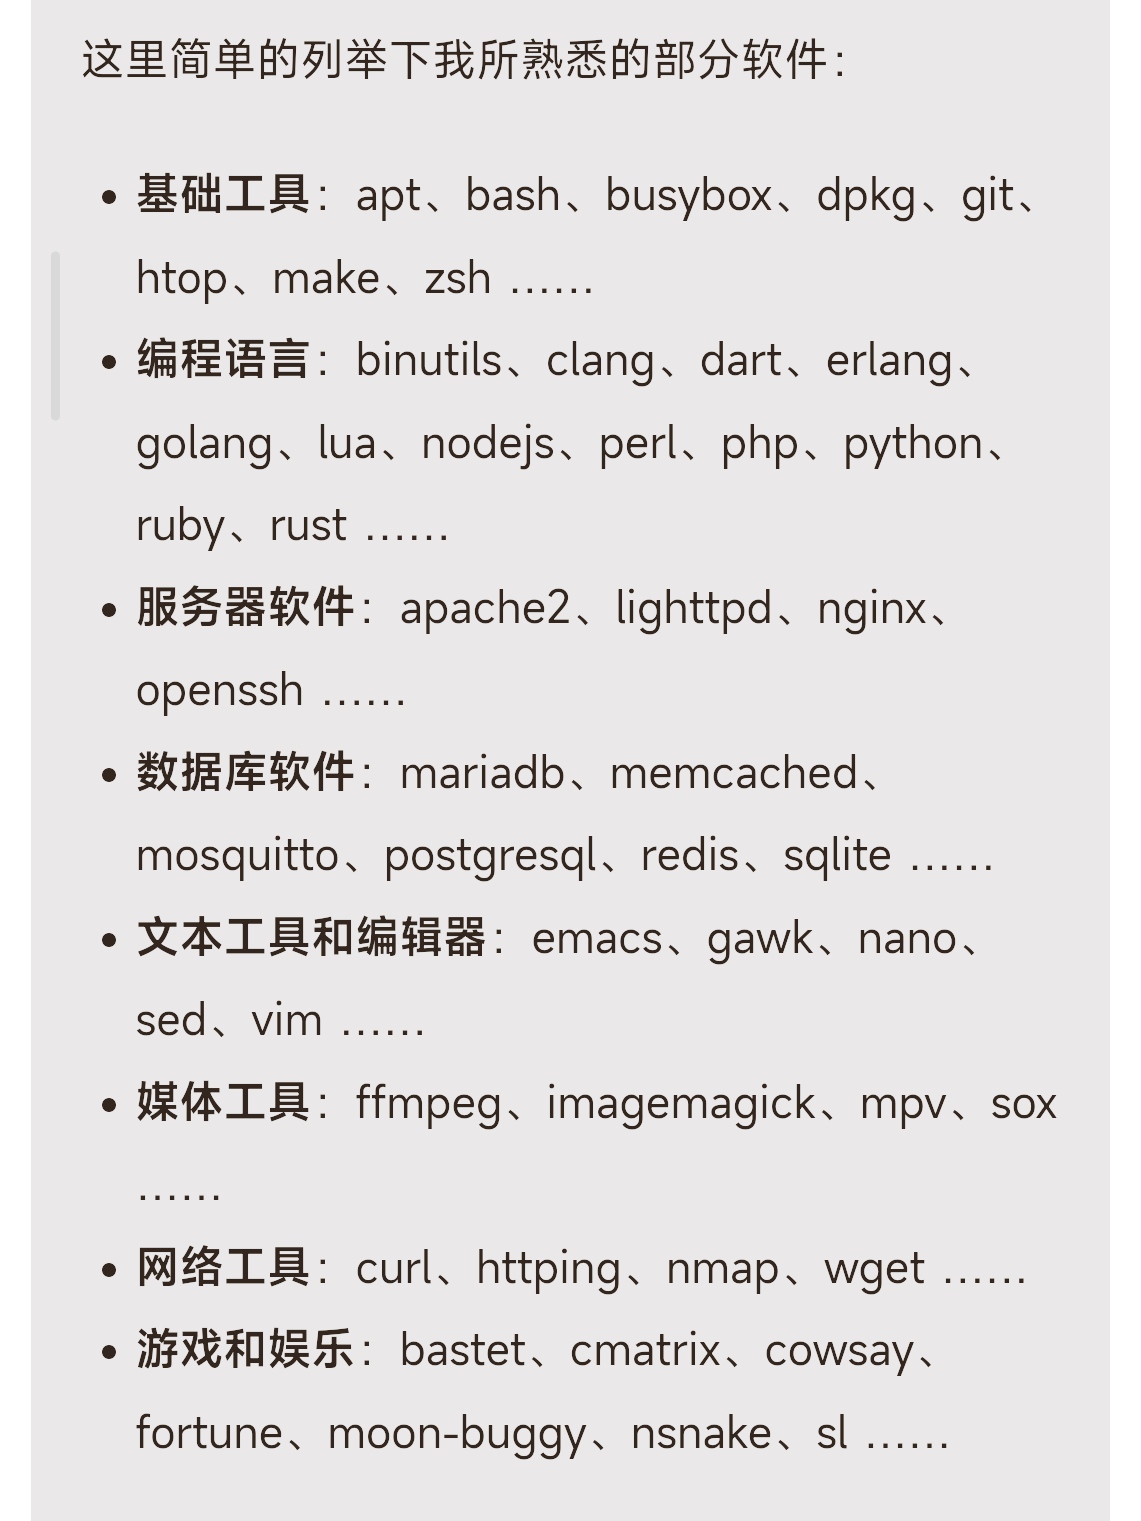 这里简单的列举下我所熟悉的部分软件：
• 基础工具：apt、bash、busybox、dpkg、git、
htop、make、zsh ……
• 编程语言：binutils、clang、dart、erlang、
golang、lua、nodejs、perl、php、python、
ruby、rust ……
• 服务器软件：apache2、lighttpd、nginx、
openssh ……
• 数据库软件：mariadb、memcached、
mosquitto、postgresql、redis、sqlite ……
• 文本工具和编辑器：emacs、gawk、nano、
sed、vim ……
• 媒体工具：ffmpeg、imagemagick、mpv、sox
……
• 网络工具：curl、httping、nmap、wget ……
• 游戏和娱乐：bastet、cmatrix、cowsay、
fortune、moon-buggy、nsnake、sl ……